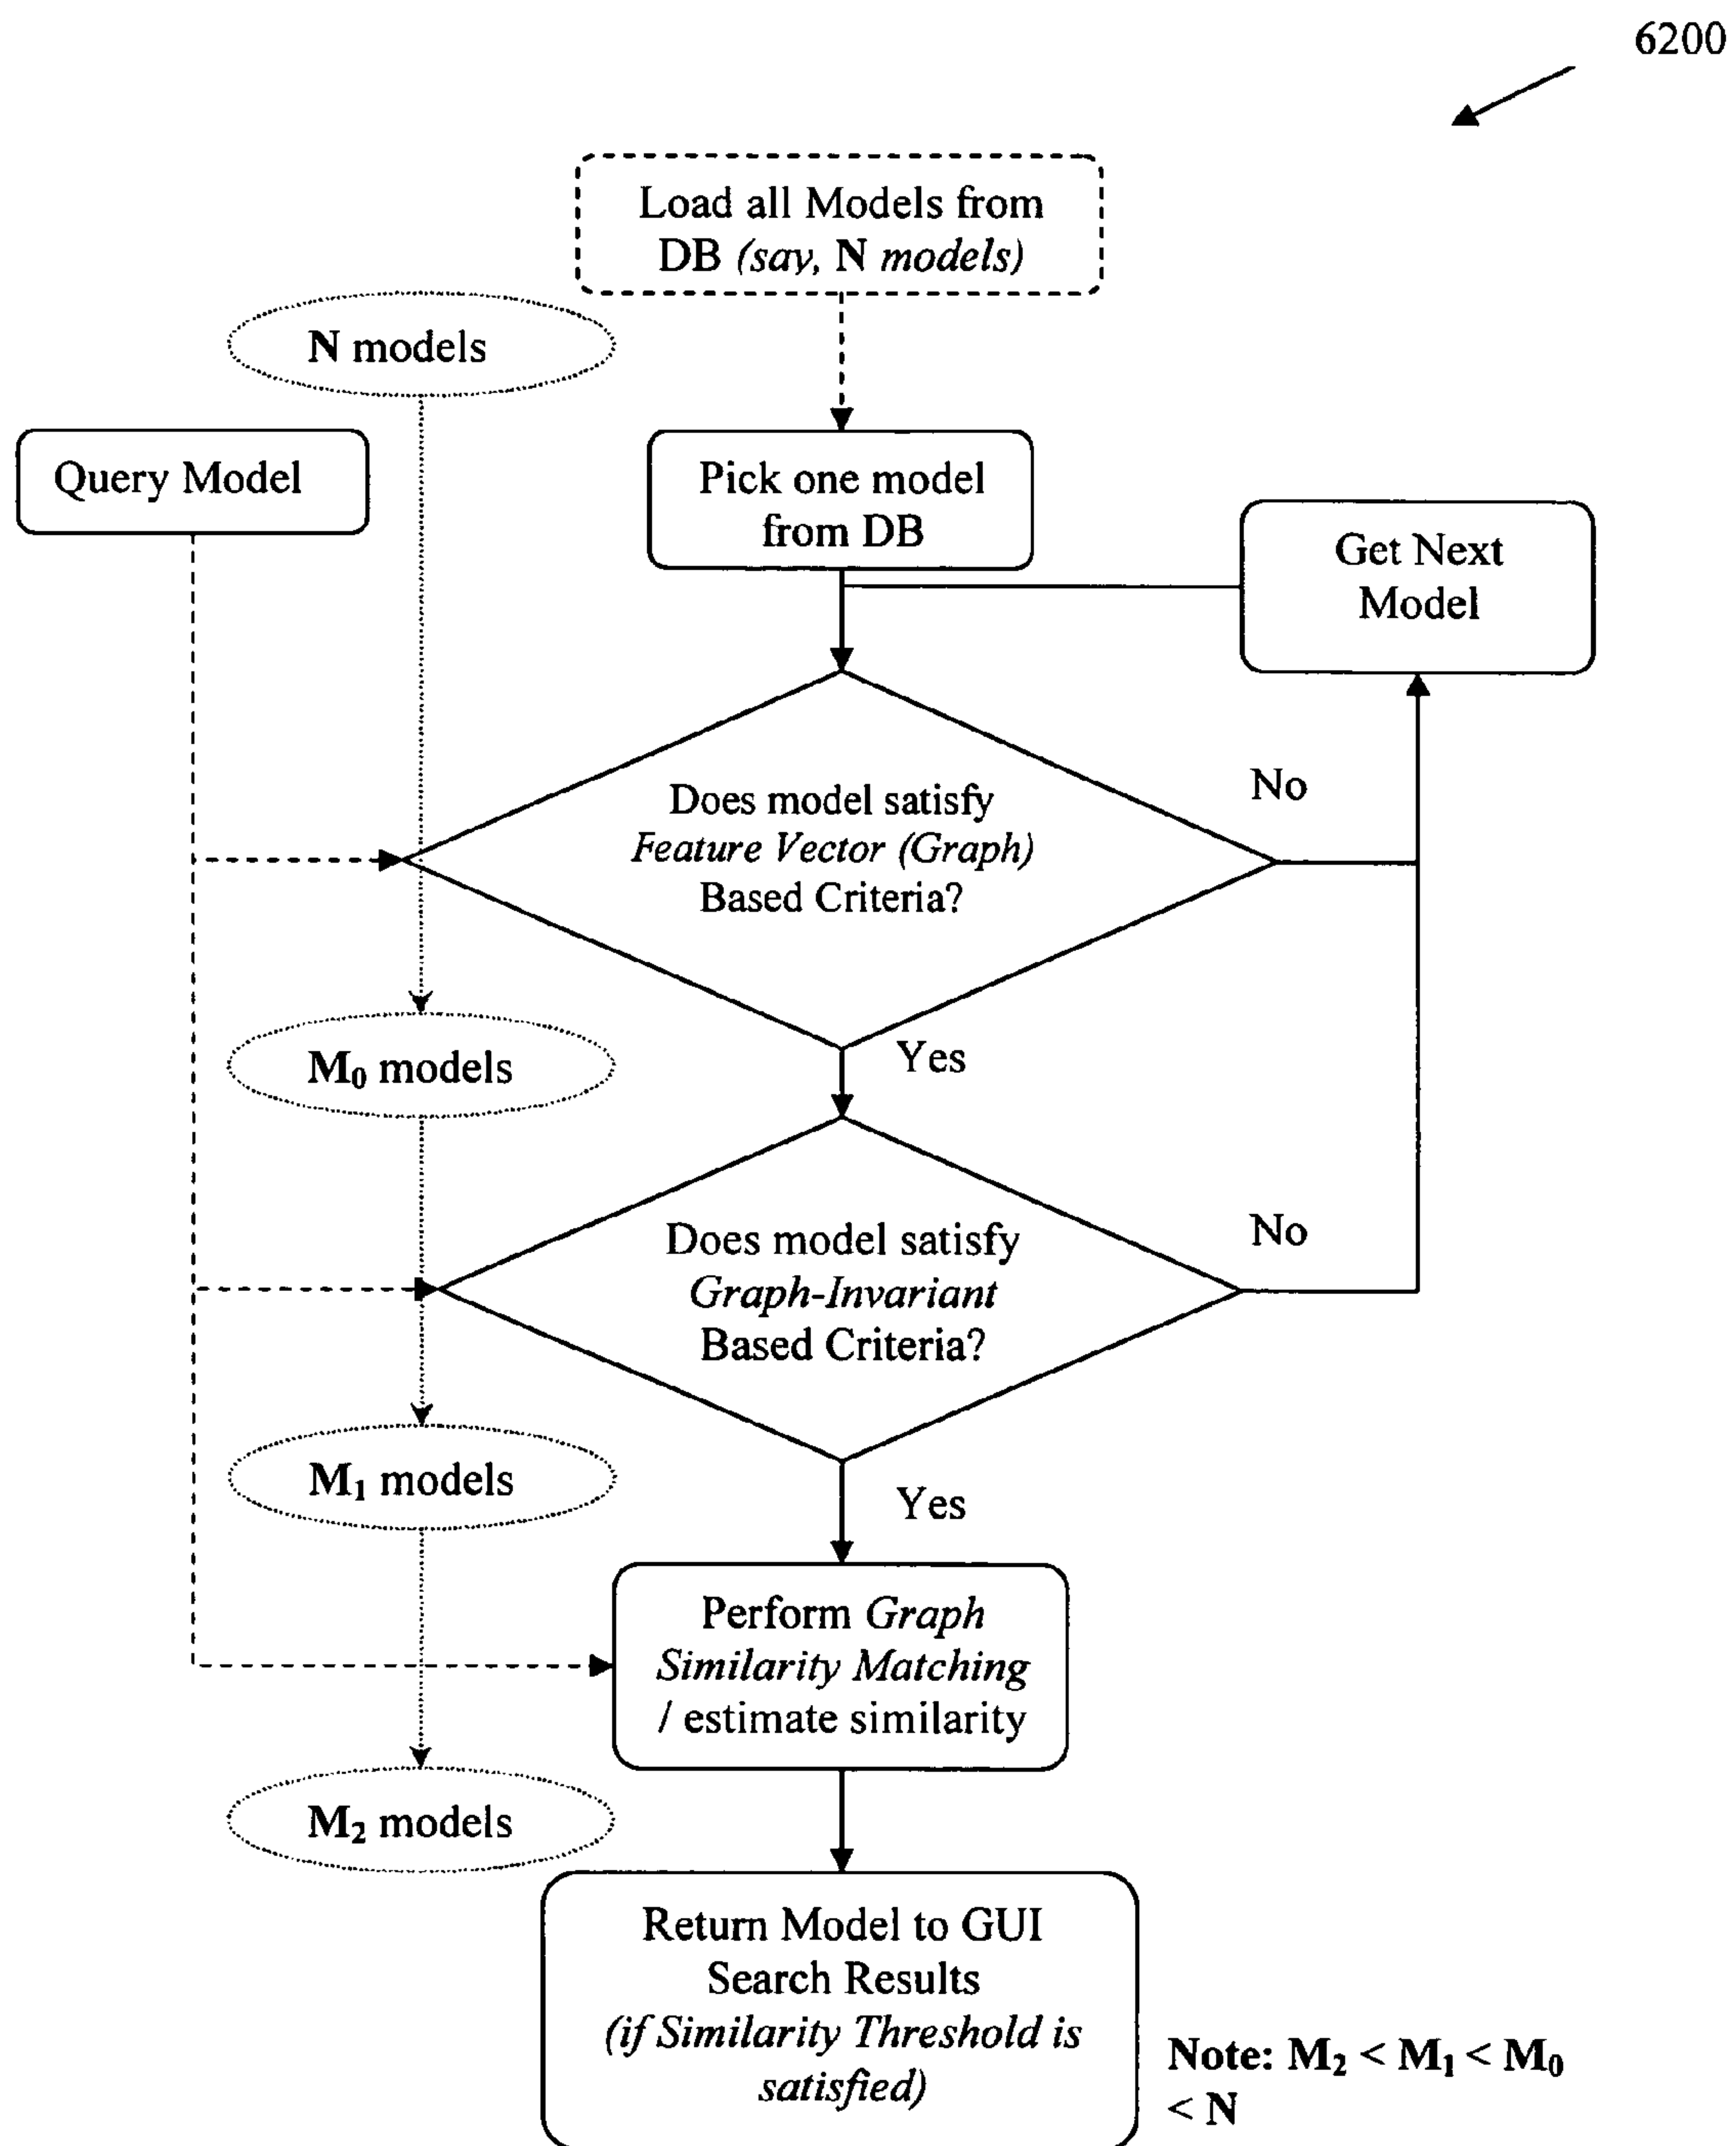 6200
Load all Models from
DB (say, N models)
N models
Query Model
Pick one model
from DB
Get Next
Model
Does model satisfy
Feature Vector (Graph)
Based Criteria?
No
Yes
M₀ models
Does model satisfy
Graph-Invariant
Based Criteria?
No
Yes
M₁ models
Perform Graph
Similarity Matching
/ estimate similarity
M₂ models
Return Model to GUI
Search Results
(if Similarity Threshold is
satisfied)
Note: M₂ < M₁ < M₀
< N